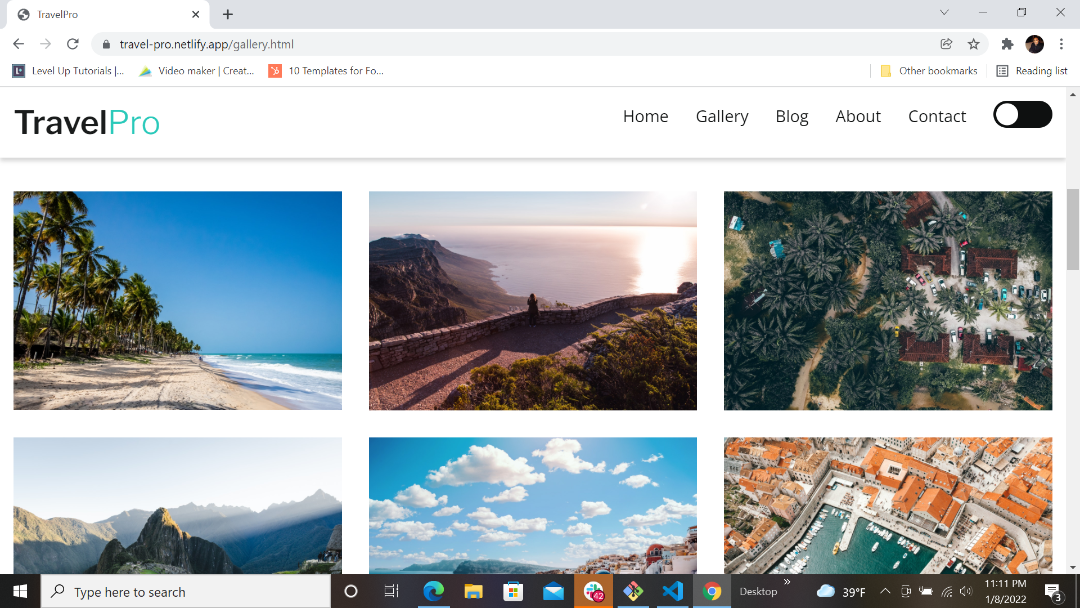 TravelPro
travel-pro.netlify.app/gallery.html
Level Up Tutorials |... Video maker | Creat... 10 Templates for Fo... Other bookmarks Reading list
TravelPro Home Gallery Blog About Contact
Type here to search 42 Desktop » 39°F 11:11 PM
1/8/2022 3